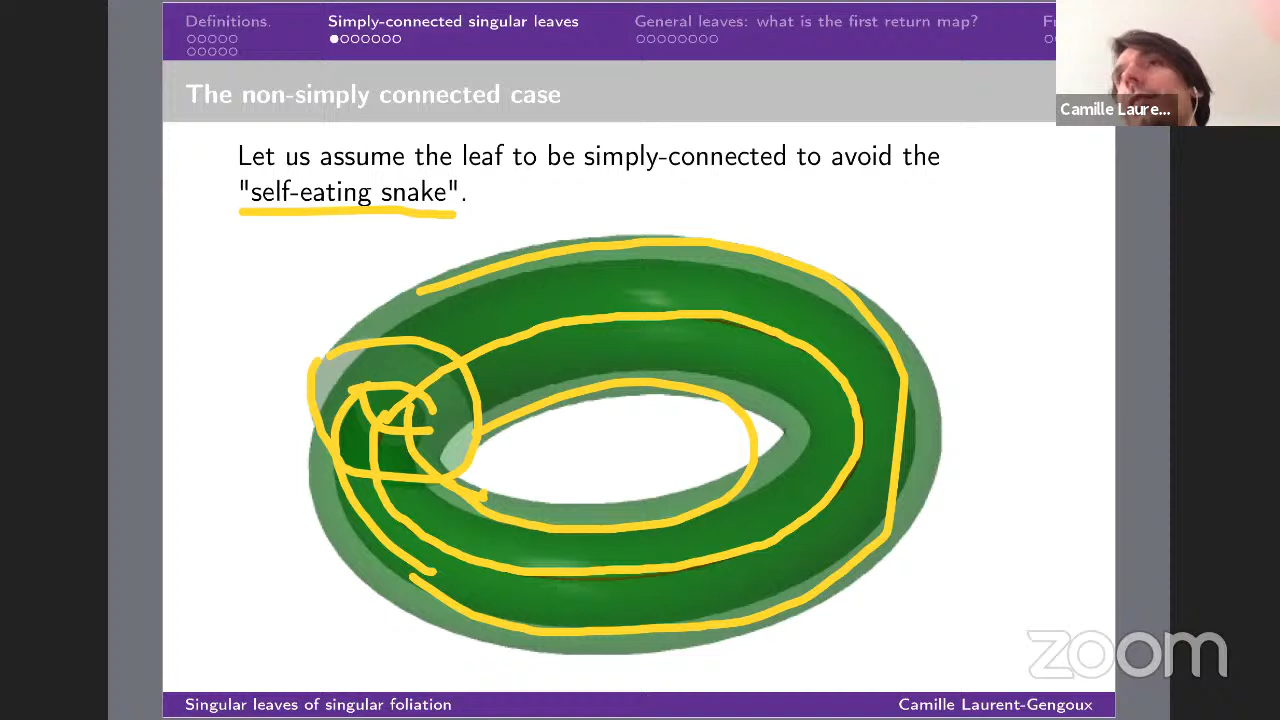 Definitions.
Simply-connected singular leaves
General leaves: what is the first return map?
Fr
The non-simply connected case
Camille Laure...
Let us assume the leaf to be simply-connected to avoid the
"self-eating snake".
zoom
Singular leaves of singular foliation
Camille Laurent-Gengoux